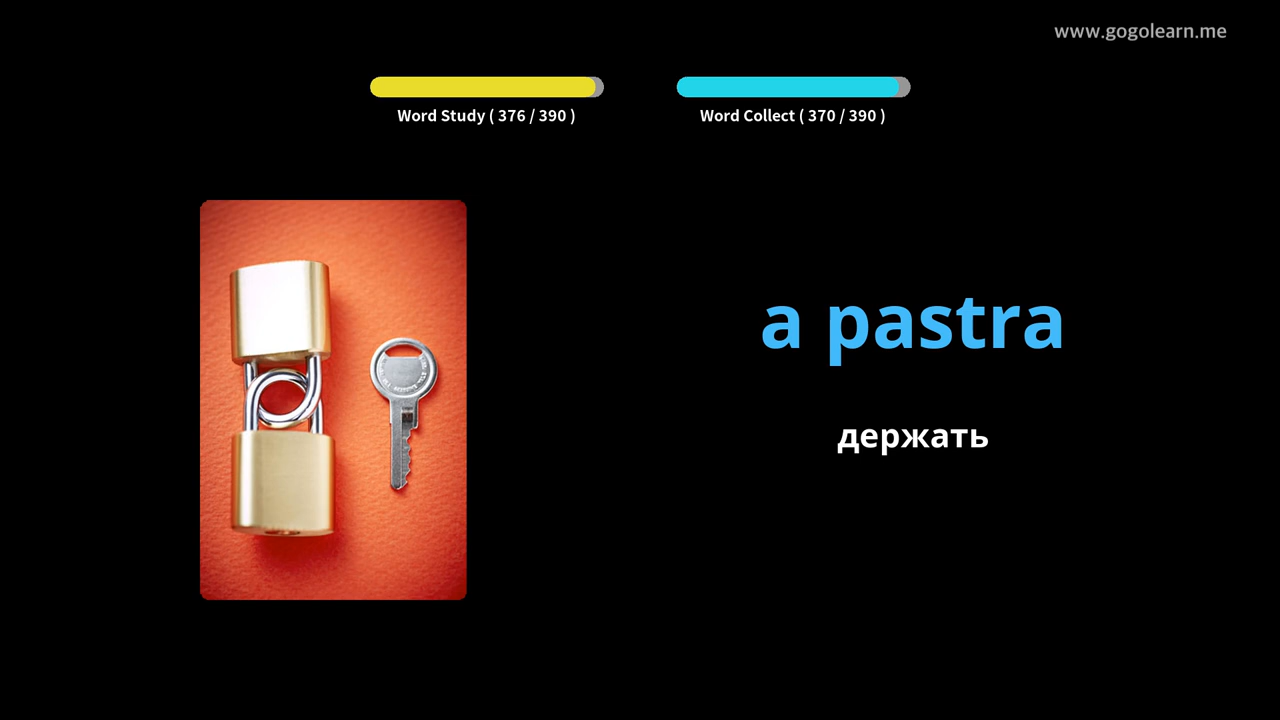 www.gogolearn.me
Word Study ( 376 / 390 )
Word Collect ( 370 / 390 )
a pastra
держать